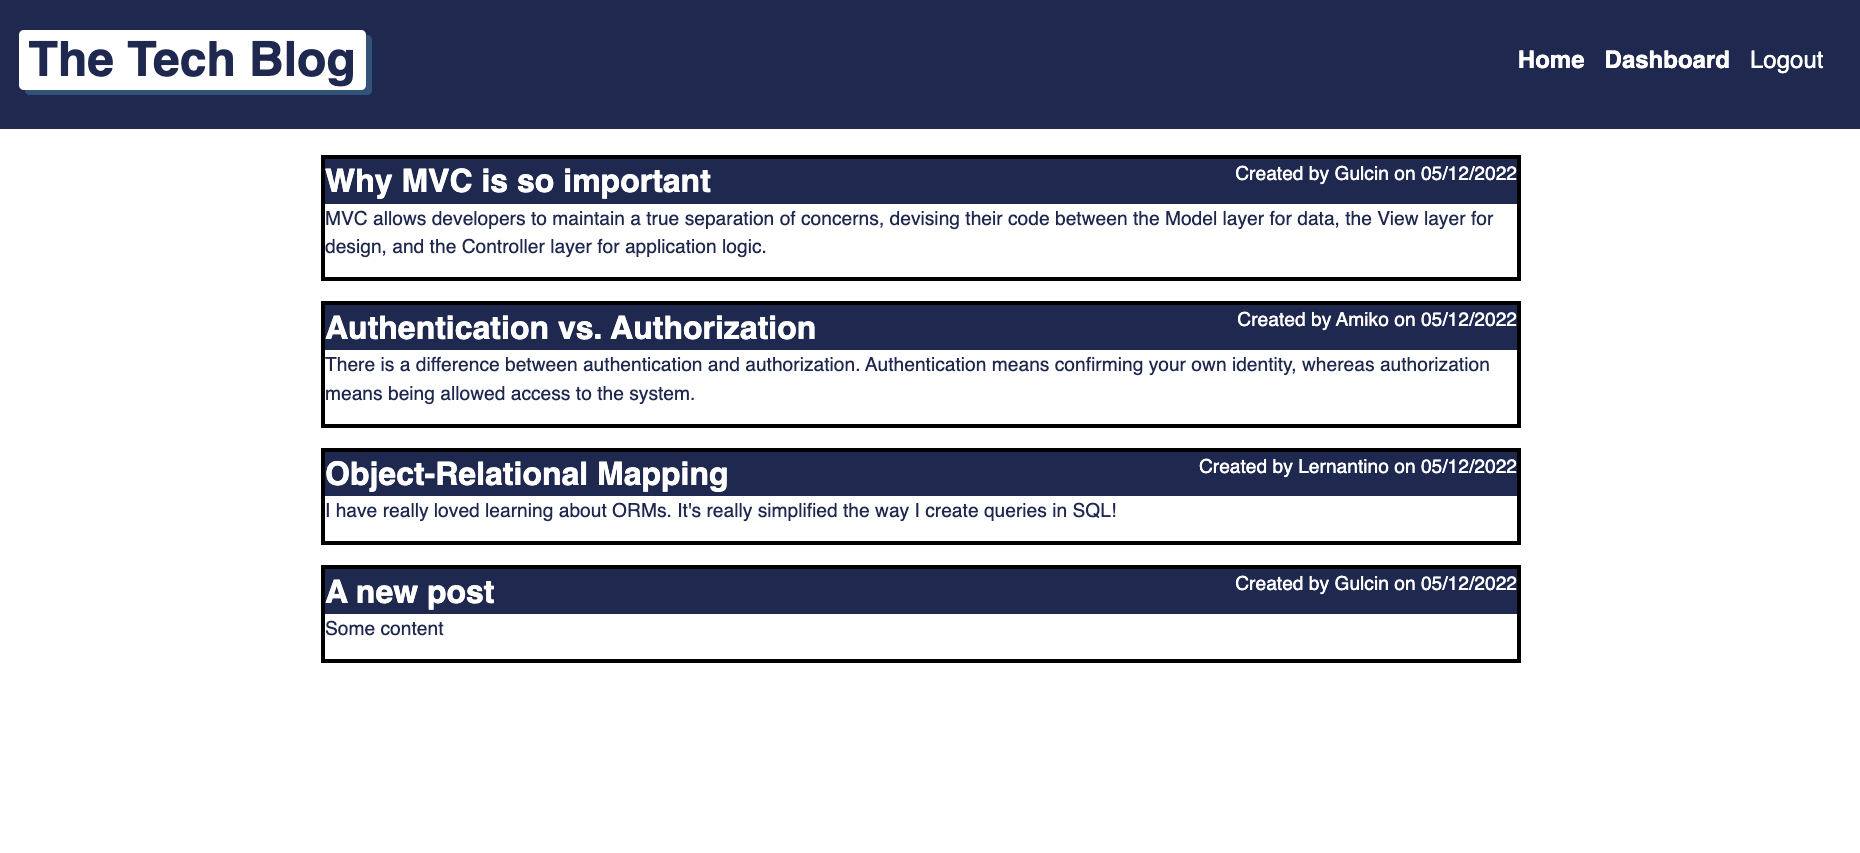 The Tech Blog
Home Dashboard Logout
Why MVC is so important
Created by Gulcin on 05/12/2022
MVC allows developers to maintain a true separation of concerns, devising their code between the Model layer for data, the View layer for
design, and the Controller layer for application logic.
Authentication vs. Authorization
Created by Amiko on 05/12/2022
There is a difference between authentication and authorization. Authentication means confirming your own identity, whereas authorization
means being allowed access to the system.
Object-Relational Mapping
Created by Lernantino on 05/12/2022
I have really loved learning about ORMs. It's really simplified the way I create queries in SQL!
A new post
Created by Gulcin on 05/12/2022
Some content